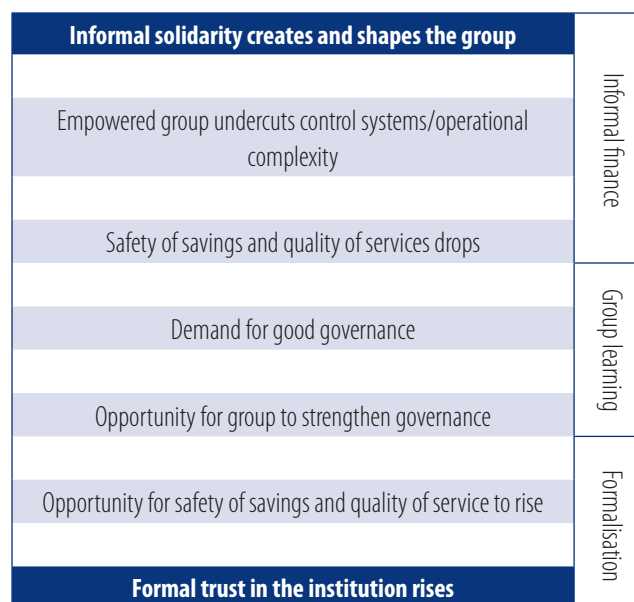 Informal solidarity creates and shapes the group
Empowered group undercuts control systems/operational
complexity
Safety of savings and quality of services drops
Demand for good governance
Opportunity for group to strengthen governance
Opportunity for safety of savings and quality of service to rise
Formal trust in the institution rises
Informal finance
Group learning
Formalisation